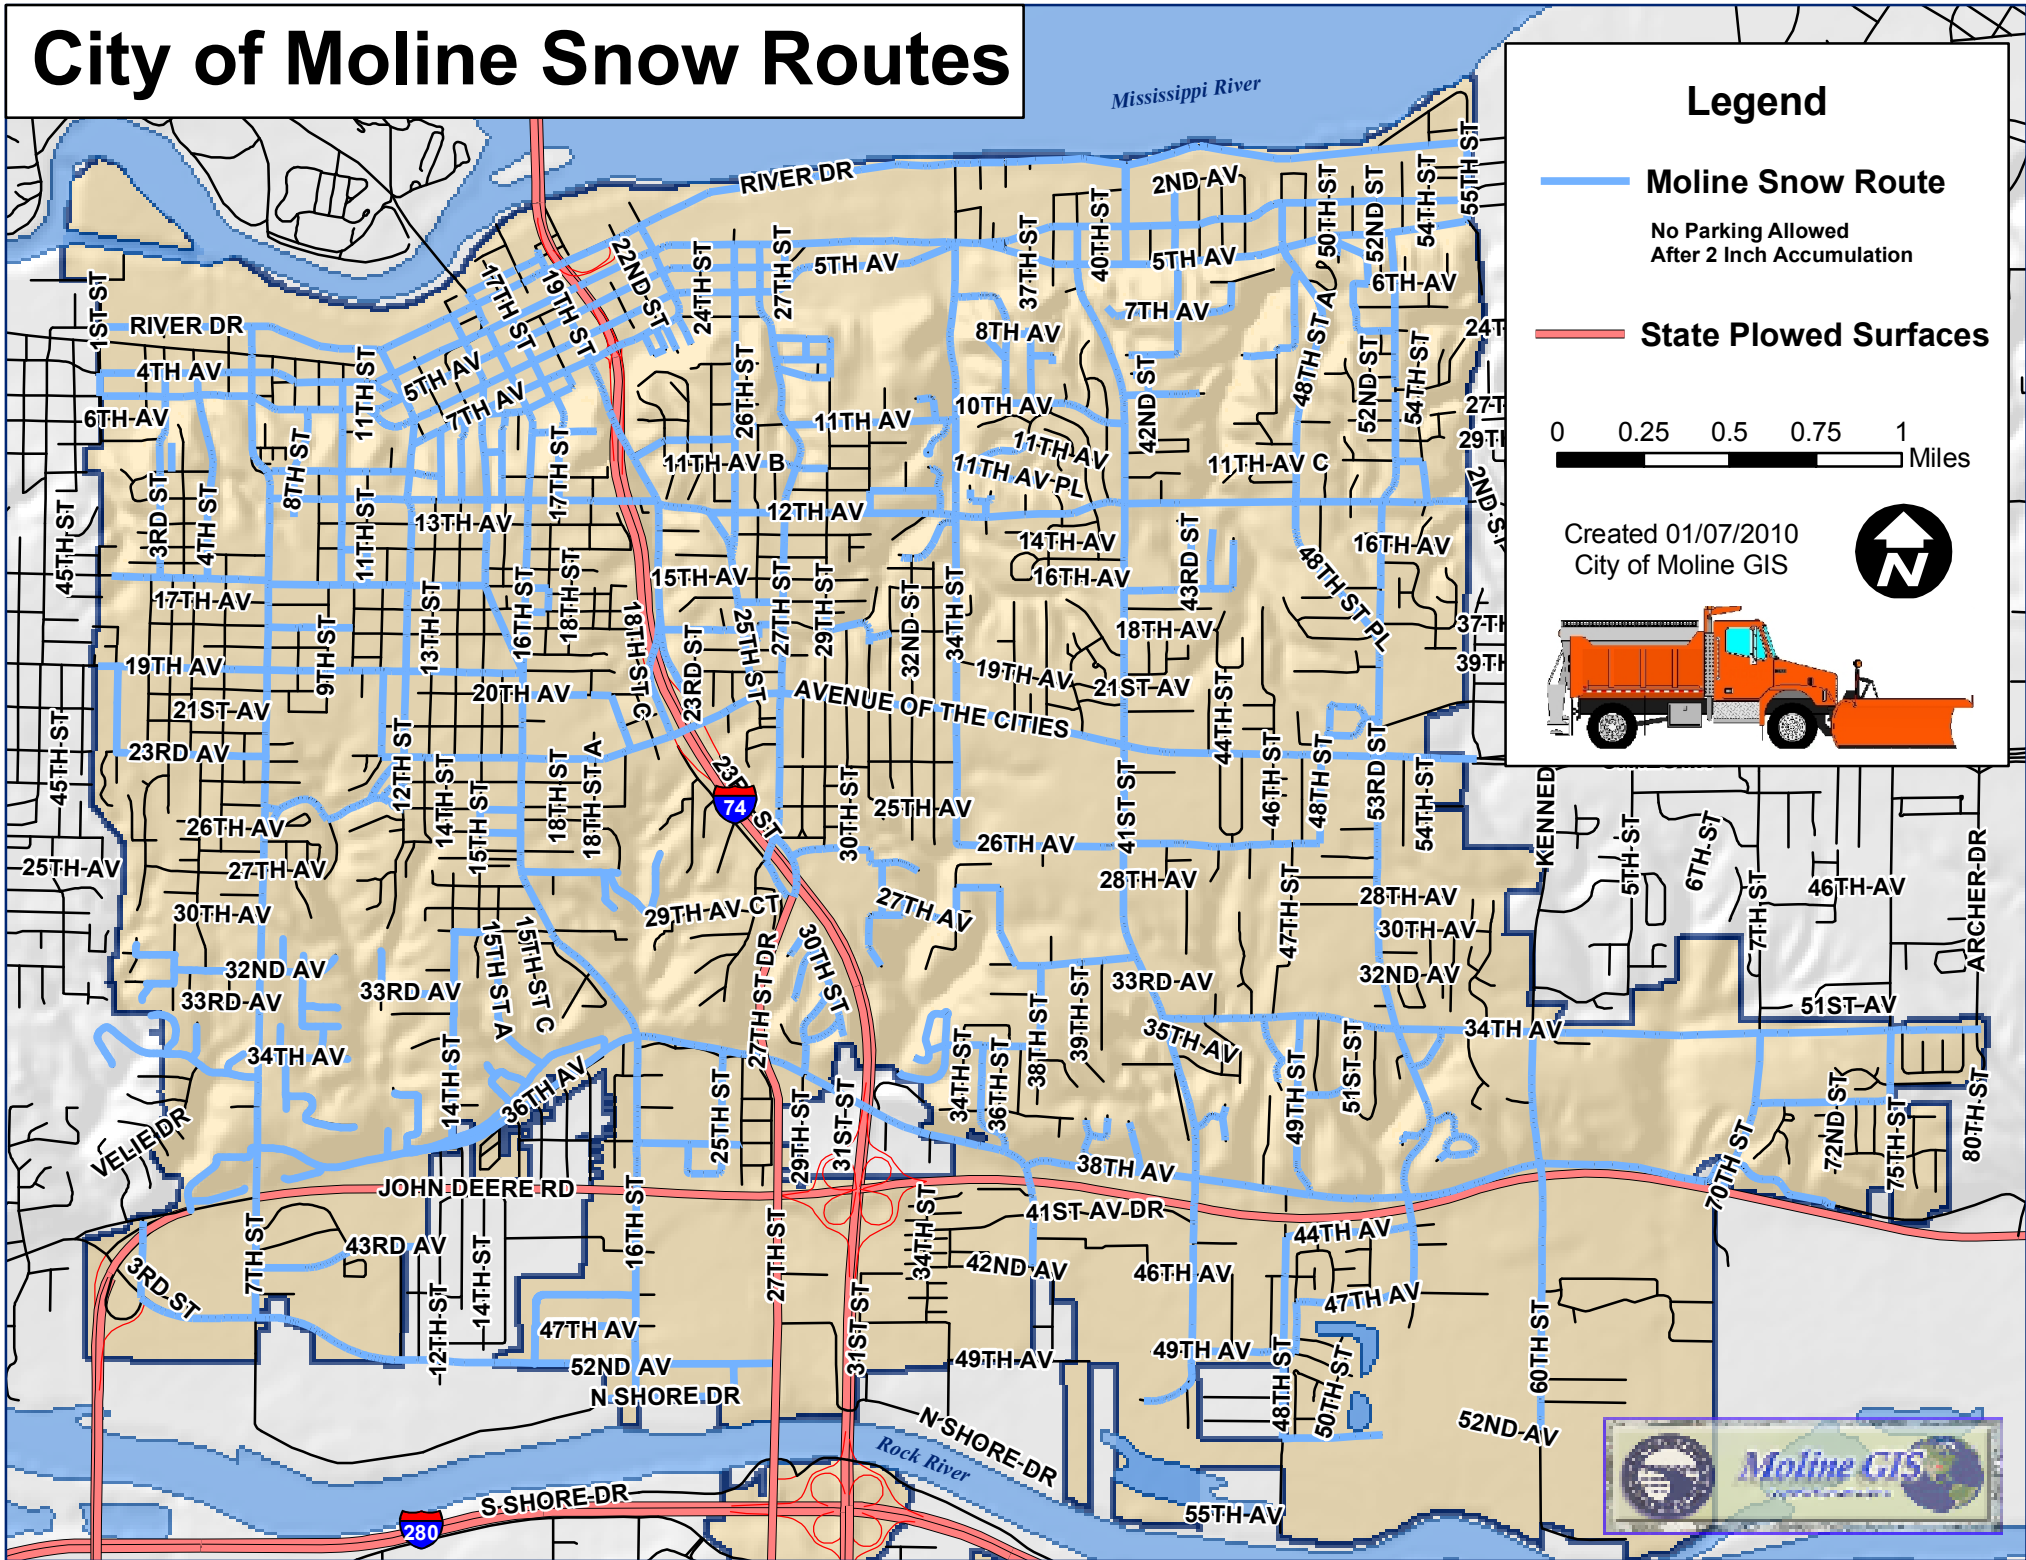 City of Moline Snow Routes
Mississippi River
Legend
Moline Snow Route
No Parking Allowed
After 2 Inch Accumulation
State Plowed Surfaces
0 0.25 0.5 0.75 1
Miles
Created 01/07/2010
City of Moline GIS
N
RIVER DR
2ND AV
50TH ST
52ND ST
54TH ST
55TH ST
40TH ST
37TH ST
22ND ST
24TH ST
27TH ST
5TH AV
5TH AV
6TH AV
17TH ST
19TH ST
1ST ST
RIVER DR
7TH AV
8TH AV
48TH ST A
4TH AV
11TH ST
5TH AV
7TH AV
26TH ST
42ND ST
52ND ST
54TH ST
6TH AV
10TH AV
11TH AV
11TH AV
11TH AV B
11TH AV PL
11TH AV C
8TH ST
17TH ST
3RD ST
4TH ST
45TH ST
11TH ST
13TH AV
12TH AV
14TH AV
16TH AV
43RD ST
16TH AV
48TH ST PL
15TH AV
17TH AV
9TH ST
13TH ST
16TH ST
18TH ST
18TH ST C
23RD ST
25TH ST
27TH ST
29TH ST
32ND ST
34TH ST
18TH AV
19TH AV
19TH AV
20TH AV
21ST AV
21ST AV
AVENUE OF THE CITIES
44TH ST
23RD AV
45TH ST
12TH ST
14TH ST
15TH ST
18TH ST
18TH ST A
74
30TH ST
25TH AV
41ST ST
46TH ST
48TH ST
53RD ST
54TH ST
26TH AV
26TH AV
25TH AV
27TH AV
28TH AV
28TH AV
5TH ST
6TH ST
7TH ST
46TH AV
ARCHER DR
30TH AV
29TH AV CT
27TH AV
47TH ST
30TH AV
15TH ST A
15TH ST C
27TH ST DR
30TH ST
32ND AV
33RD AV
33RD AV
33RD AV
32ND AV
38TH ST
39TH ST
51ST AV
34TH AV
34TH AV
35TH AV
14TH ST
36TH AV
25TH ST
29TH ST
31ST ST
34TH ST
36TH ST
49TH ST
51ST ST
VELIE DR
38TH AV
70TH ST
72ND ST
75TH ST
80TH ST
JOHN DEERE RD
41ST AV DR
44TH AV
7TH ST
43RD AV
3RD ST
12TH ST
14TH ST
16TH ST
27TH ST
31ST ST
34TH ST
42ND AV
46TH AV
47TH AV
47TH AV
49TH AV
49TH AV
52ND AV
N SHORE DR
48TH ST
50TH ST
60TH ST
52ND AV
Rock River
N SHORE DR
S SHORE DR
280
55TH AV
Moline GIS